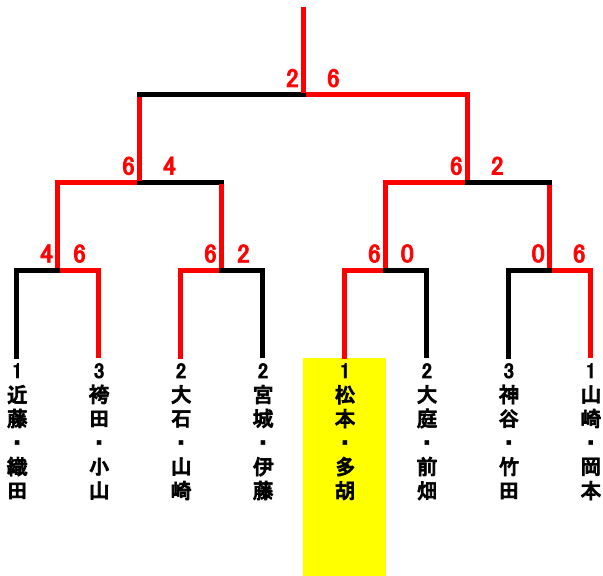 2 6
6 4
6 2
4 6
6 2
6 0
0 6
1 近藤・織田
3 袴田・小山
2 大石・山崎
2 宮城・伊藤
1 松本・多胡
2 大庭・前畑
3 神谷・竹田
1 山崎・岡本